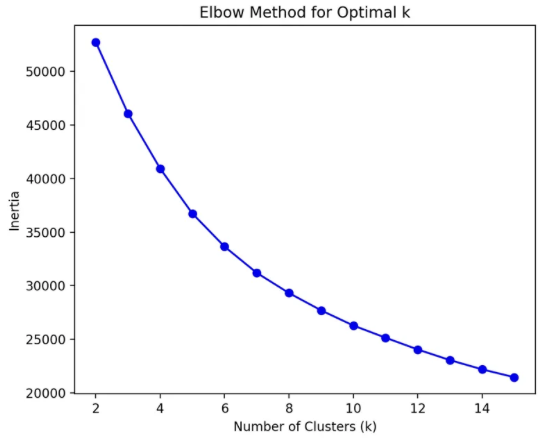 Elbow Method for Optimal k
50000
45000
40000
35000
30000
25000
20000
Inertia
2 4 6 8 10 12 14
Number of Clusters (k)